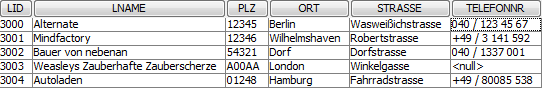 LID LNAME PLZ ORT STRASSE TELEFONNR
3000 Alternate 12345 Berlin Wasweißichstrasse 040 / 123 45 67
3001 Mindfactory 12346 Wilhelmshaven Robertstrasse +49 / 3 141 592
3002 Bauer von nebenan 54321 Dorf Dorfstrasse 040 / 1337 001
3003 Weasleys Zauberhafte Zauberscherze A00AA London Winkelgasse <null>
3004 Autoladen 01248 Hamburg Fahrradstrasse +49 / 80085 538